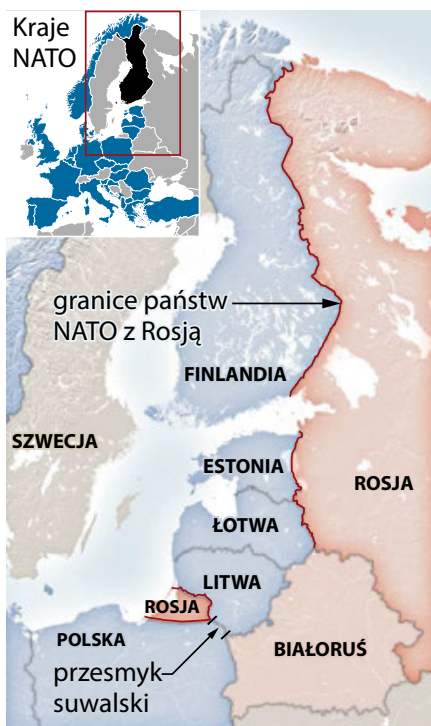 Kraje
NATO
granice państw
NATO z Rosją
FINLANDIA
SZWECJA
ESTONIA
ROSJA
ŁOTWA
LITWA
ROSJA
POLSKA
BIAŁORUŚ
przesmyk
suwalski